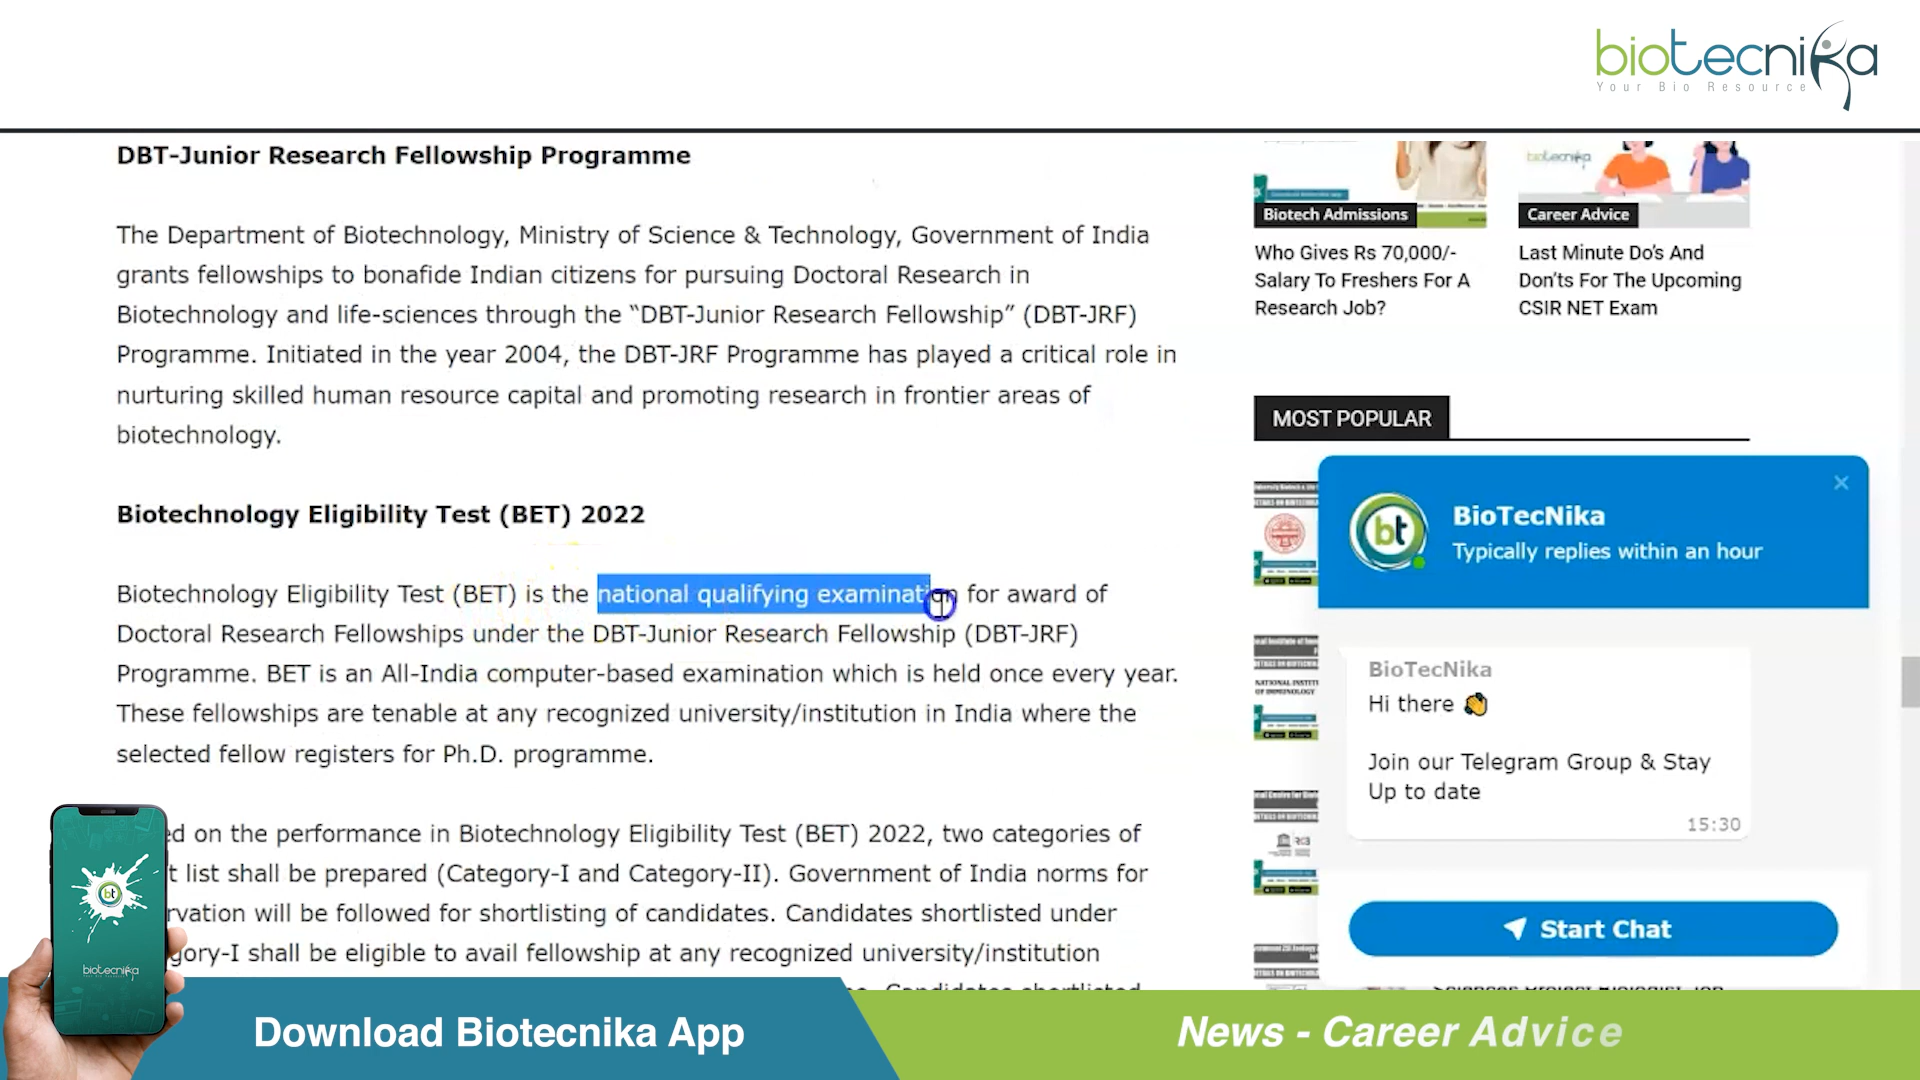 biotecnika
Your Bio Resource
DBT-Junior Research Fellowship Programme
The Department of Biotechnology, Ministry of Science & Technology, Government of India
grants fellowships to bonafide Indian citizens for pursuing Doctoral Research in
Biotechnology and life-sciences through the “DBT-Junior Research Fellowship” (DBT-JRF)
Programme. Initiated in the year 2004, the DBT-JRF Programme has played a critical role in
nurturing skilled human resource capital and promoting research in frontier areas of
biotechnology.
Biotechnology Eligibility Test (BET) 2022
Biotechnology Eligibility Test (BET) is the national qualifying examination for award of
Doctoral Research Fellowships under the DBT-Junior Research Fellowship (DBT-JRF)
Programme. BET is an All-India computer-based examination which is held once every year.
These fellowships are tenable at any recognized university/institution in India where the
selected fellow registers for Ph.D. programme.
on the performance in Biotechnology Eligibility Test (BET) 2022, two categories of
list shall be prepared (Category-I and Category-II). Government of India norms for
will be followed for shortlisting of candidates. Candidates shortlisted under
shall be eligible to avail fellowship at any recognized university/institution
biotecnika
Biotech Admissions
Who Gives Rs 70,000/-
Salary To Freshers For A
Research Job?
Career Advice
Last Minute Do’s And
Don’ts For The Upcoming
CSIR NET Exam
MOST POPULAR
bt
BioTecNika
Typically replies within an hour
BioTecNika
Hi there
Join our Telegram Group & Stay
Up to date
15:30
Start Chat
bt
biotecnika
Download Biotecnika App
News - Career Advice